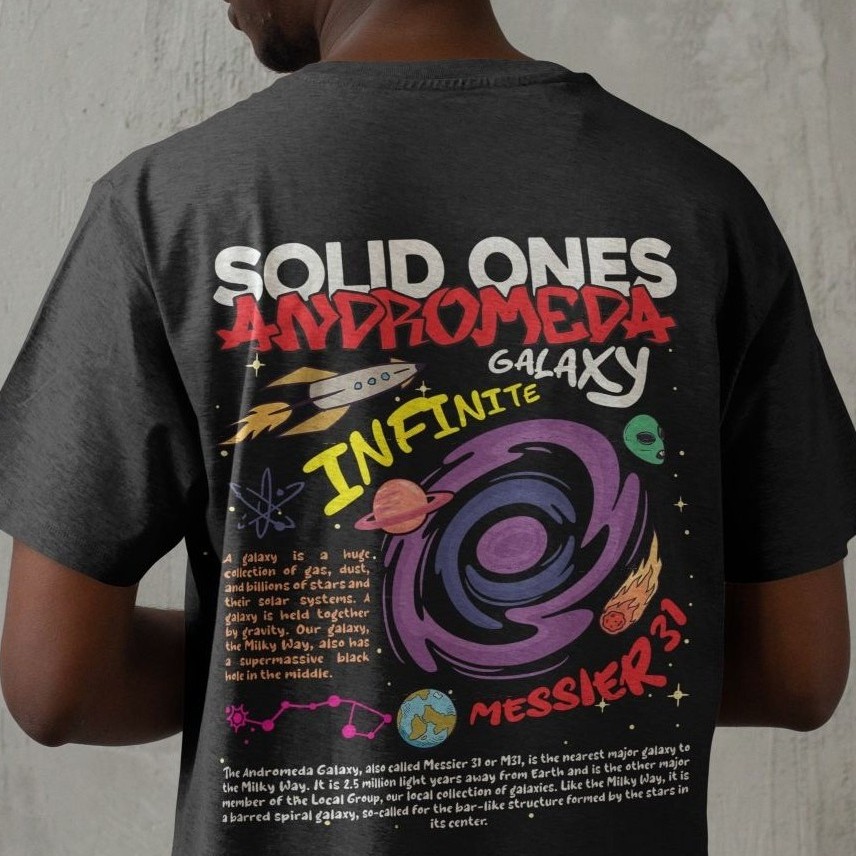 SOLID ONES
ANDROMEDA
GALAXY
INFINITE
A galaxy is a huge
collection of gas, dust,
and billions of stars and
their solar systems. A
galaxy is held together
by gravity. Our galaxy,
the Milky Way, also has
a supermassive black
hole in the middle.
MESSIER 31
The Andromeda Galaxy, also called Messier 31 or M31, is the nearest major galaxy to
the Milky Way. It is 2.5 million light years away from Earth and is the other major
member of the Local Group, our local collection of galaxies. Like the Milky Way, it is
a barred spiral galaxy, so-called for the bar-like structure formed by the stars in
its center.